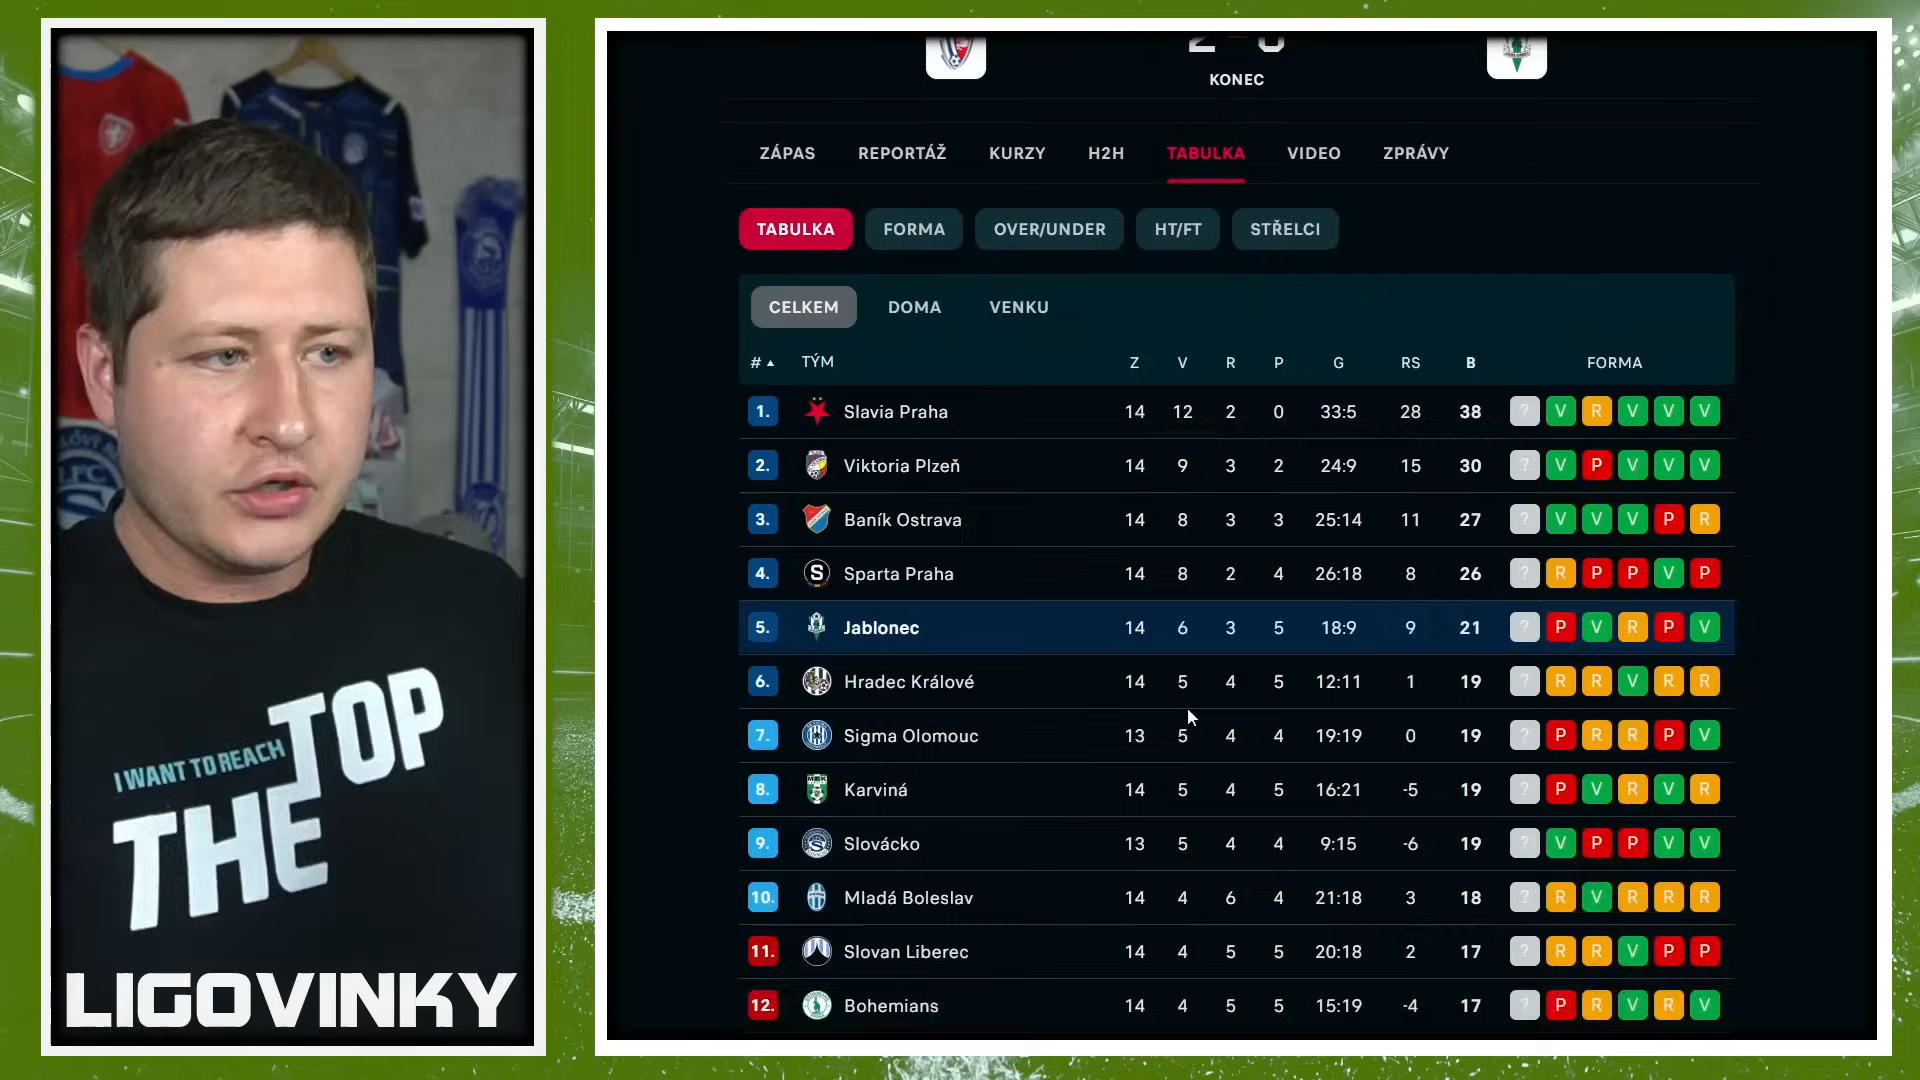 I WANT TO REACH
THE TOP
LIGOVINKY
2 - 0
KONEC
ZÁPAS REPORTÁŽ KURZY H2H TABULKA VIDEO ZPRÁVY
TABULKA FORMA OVER/UNDER HT/FT STŘELCI
CELKEM DOMA VENKU
# TÝM Z V R P G RS B FORMA
1. Slavia Praha 14 12 2 0 33:5 28 38 ? V R V V V
2. Viktoria Plzeň 14 9 3 2 24:9 15 30 ? V P V V V
3. Baník Ostrava 14 8 3 3 25:14 11 27 ? V V V P R
4. Sparta Praha 14 8 2 4 26:18 8 26 ? R P P V P
5. Jablonec 14 6 3 5 18:9 9 21 ? P V R P V
6. Hradec Králové 14 5 4 5 12:11 1 19 ? R R V R R
7. Sigma Olomouc 13 5 4 4 19:19 0 19 ? P R R P V
8. Karviná 14 5 4 5 16:21 -5 19 ? P V R V R
9. Slovácko 13 5 4 4 9:15 -6 19 ? V P P V V
10. Mladá Boleslav 14 4 6 4 21:18 3 18 ? R V R R R
11. Slovan Liberec 14 4 5 5 20:18 2 17 ? R R V P P
12. Bohemians 14 4 5 5 15:19 -4 17 ? P R V R V